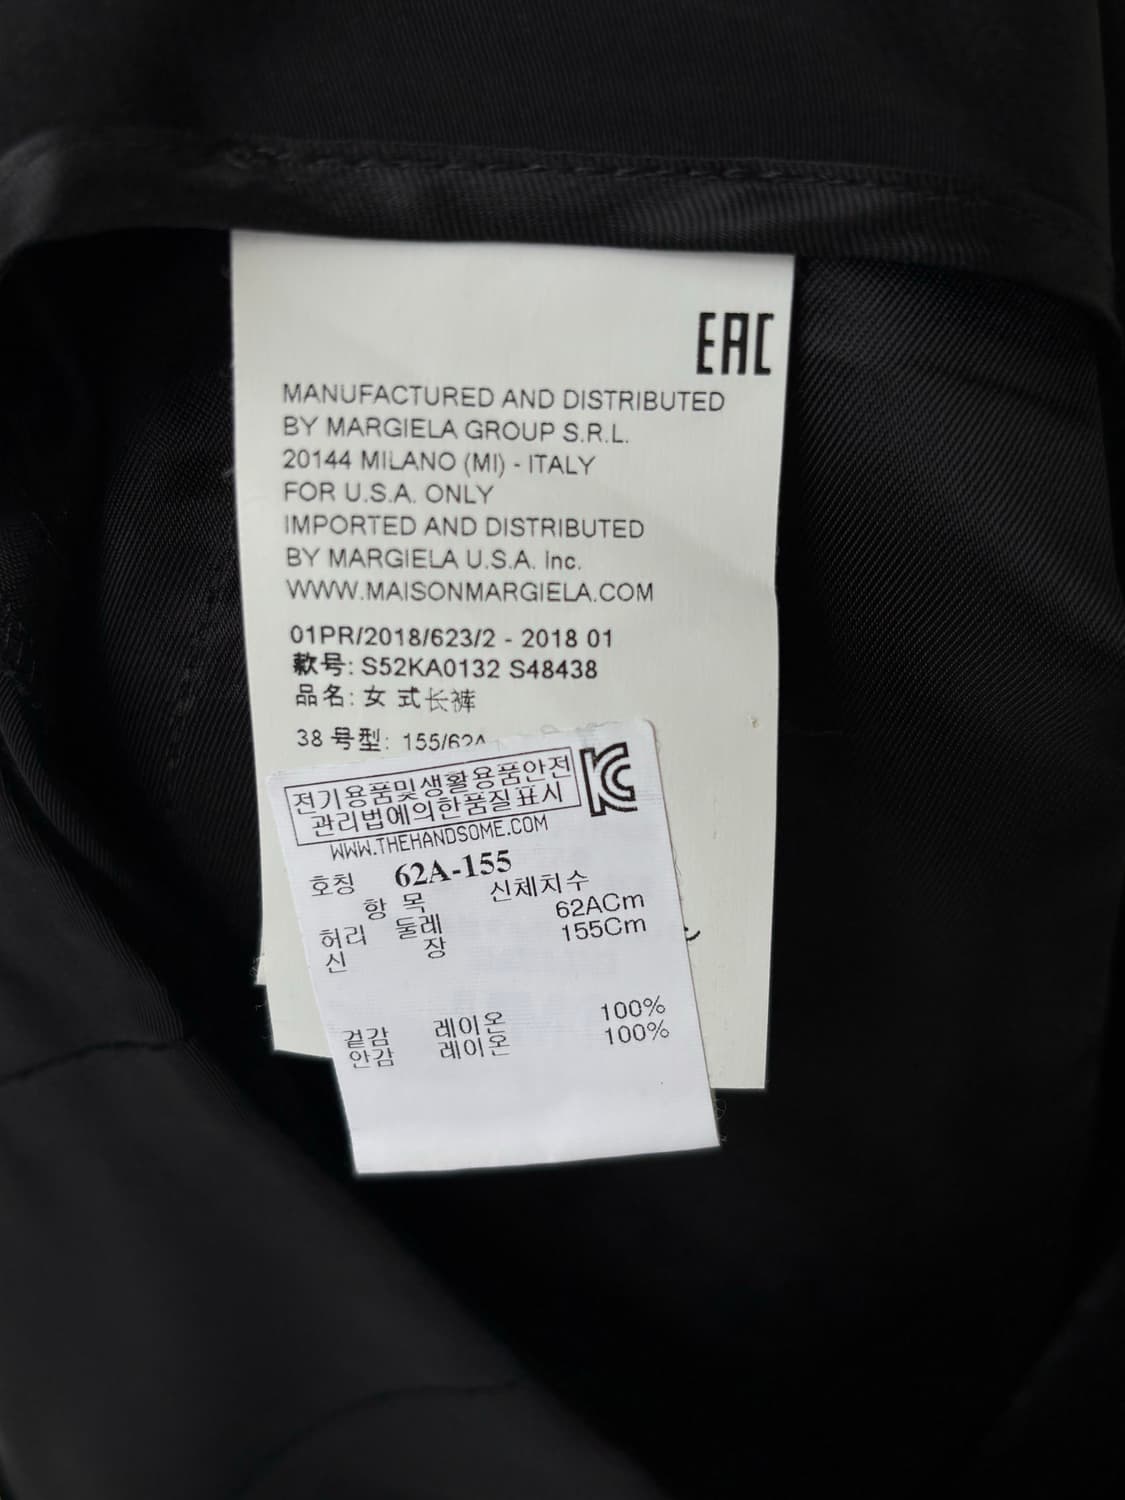 EAC
MANUFACTURED AND DISTRIBUTED
BY MARGIELA GROUP S.R.L.
20144 MILANO (MI) - ITALY
FOR U.S.A. ONLY
IMPORTED AND DISTRIBUTED
BY MARGIELA U.S.A. Inc.
WWW.MAISONMARGIELA.COM
01PR/2018/623/2 - 2018 01
款号: S52KA0132 S48438
品名: 女 式长裤
38 号型: 155/62A
전기용품및생활용품안전
관리법에의한품질표시
WWW.THEHANDSOME.COM
호칭 62A-155
항 목 신체치수
허리 둘레 62ACm
신 장 155Cm
겉감 레이온 100%
안감 레이온 100%